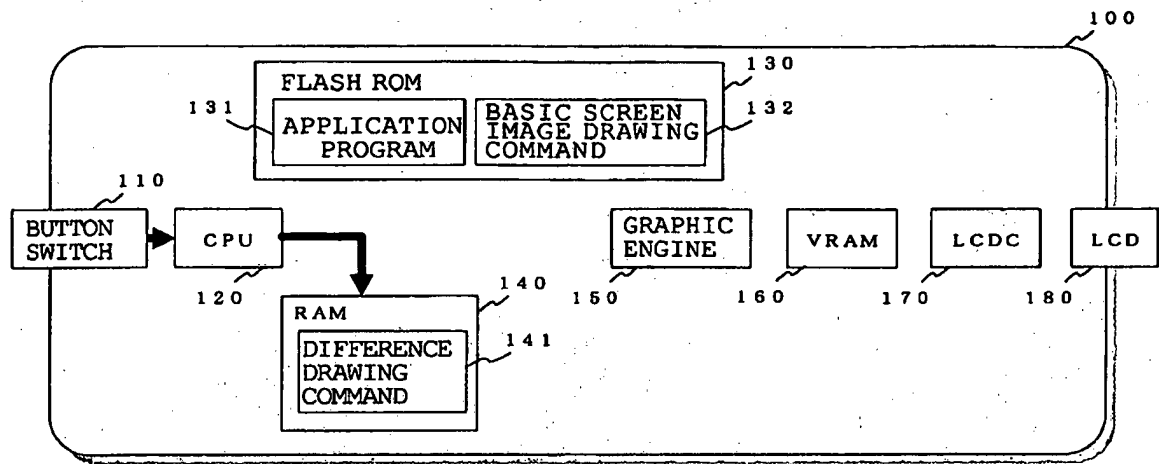 100
FLASH ROM
130
131
APPLICATION
PROGRAM
BASIC SCREEN
IMAGE DRAWING
COMMAND
132
110
BUTTON
SWITCH
CPU
120
GRAPHIC
ENGINE
150
VRAM
160
LCDC
170
LCD
180
RAM
140
DIFFERENCE
DRAWING
COMMAND
141